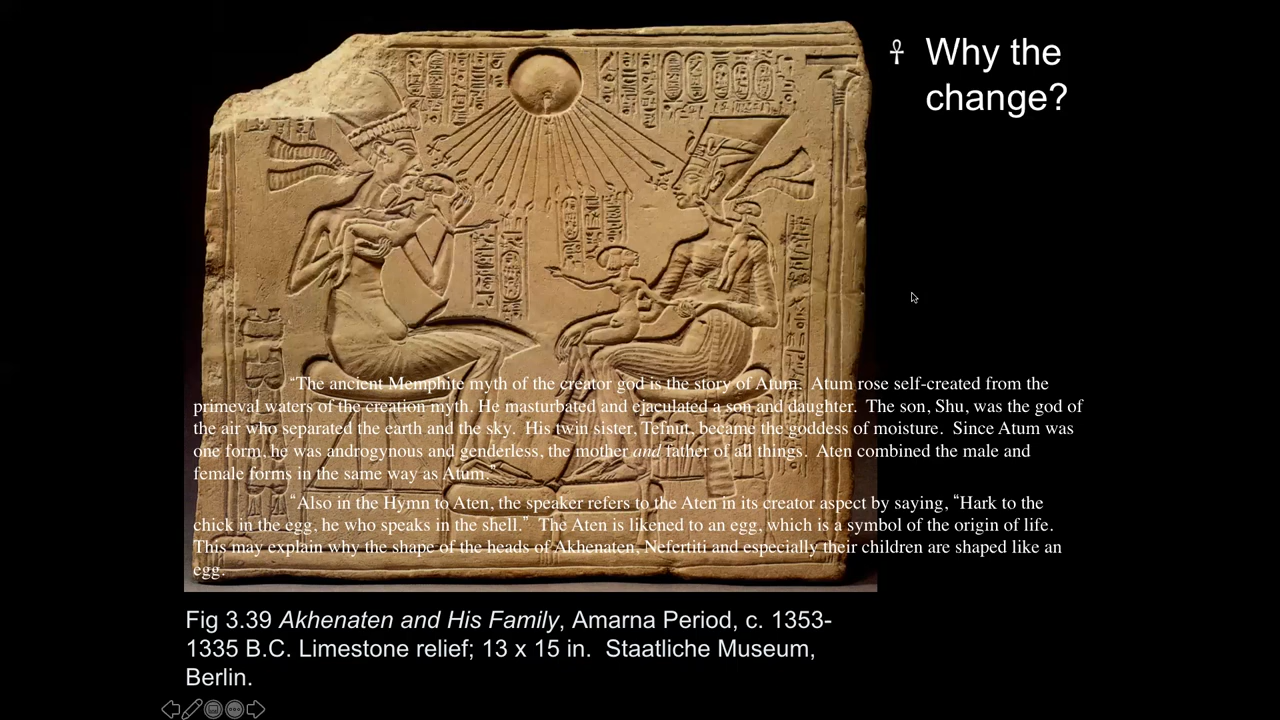 ☥ Why the
change?
“The ancient Memphite myth of the creator god is the story of Atum.  Atum rose self-created from the
primeval waters of the creation myth. He masturbated and ejaculated a son and daughter.  The son, Shu, was the god of
the air who separated the earth and the sky.  His twin sister, Tefnut, became the goddess of moisture.  Since Atum was
one form, he was androgynous and genderless, the mother and father of all things.  Aten combined the male and
female forms in the same way as Atum.”
“Also in the Hymn to Aten, the speaker refers to the Aten in its creator aspect by saying, “Hark to the
chick in the egg, he who speaks in the shell.”  The Aten is likened to an egg, which is a symbol of the origin of life.
This may explain why the shape of the heads of Akhenaten, Nefertiti and especially their children are shaped like an
egg.
Fig 3.39 Akhenaten and His Family, Amarna Period, c. 1353-
1335 B.C. Limestone relief; 13 x 15 in.  Staatliche Museum,
Berlin.